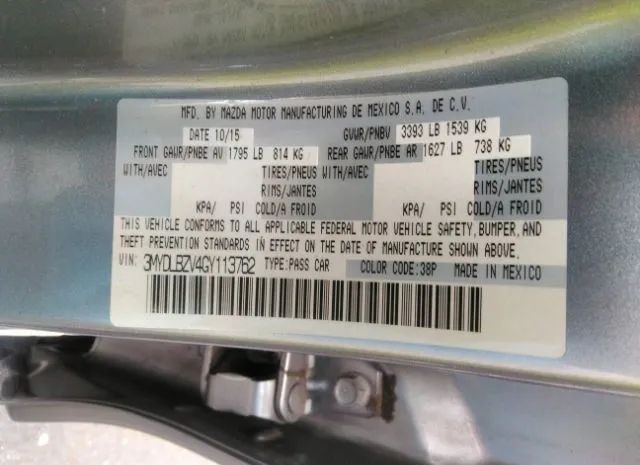 MFD. BY MAZDA MOTOR MANUFACTURING DE MEXICO S.A. DE C.V.
DATE 10/15 GVWR/PNBV 3393 LB 1539 KG
FRONT GAWR/PNBE AV 1795 LB 814 KG REAR GAWR/PNBE AR 1627 LB 738 KG
WITH/AVEC TIRES/PNEUS WITH/AVEC TIRES/PNEUS
RIMS/JANTES RIMS/JANTES
KPA/ PSI COLD/A FROID KPA/ PSI COLD/A FROID
THIS VEHICLE CONFORMS TO ALL APPLICABLE FEDERAL MOTOR VEHICLE SAFETY, BUMPER, AND
THEFT PREVENTION STANDARDS IN EFFECT ON THE DATE OF MANUFACTURE SHOWN ABOVE.
VIN: 3MYDLBZV4GY113762 TYPE:PASS CAR COLOR CODE:38P MADE IN MEXICO